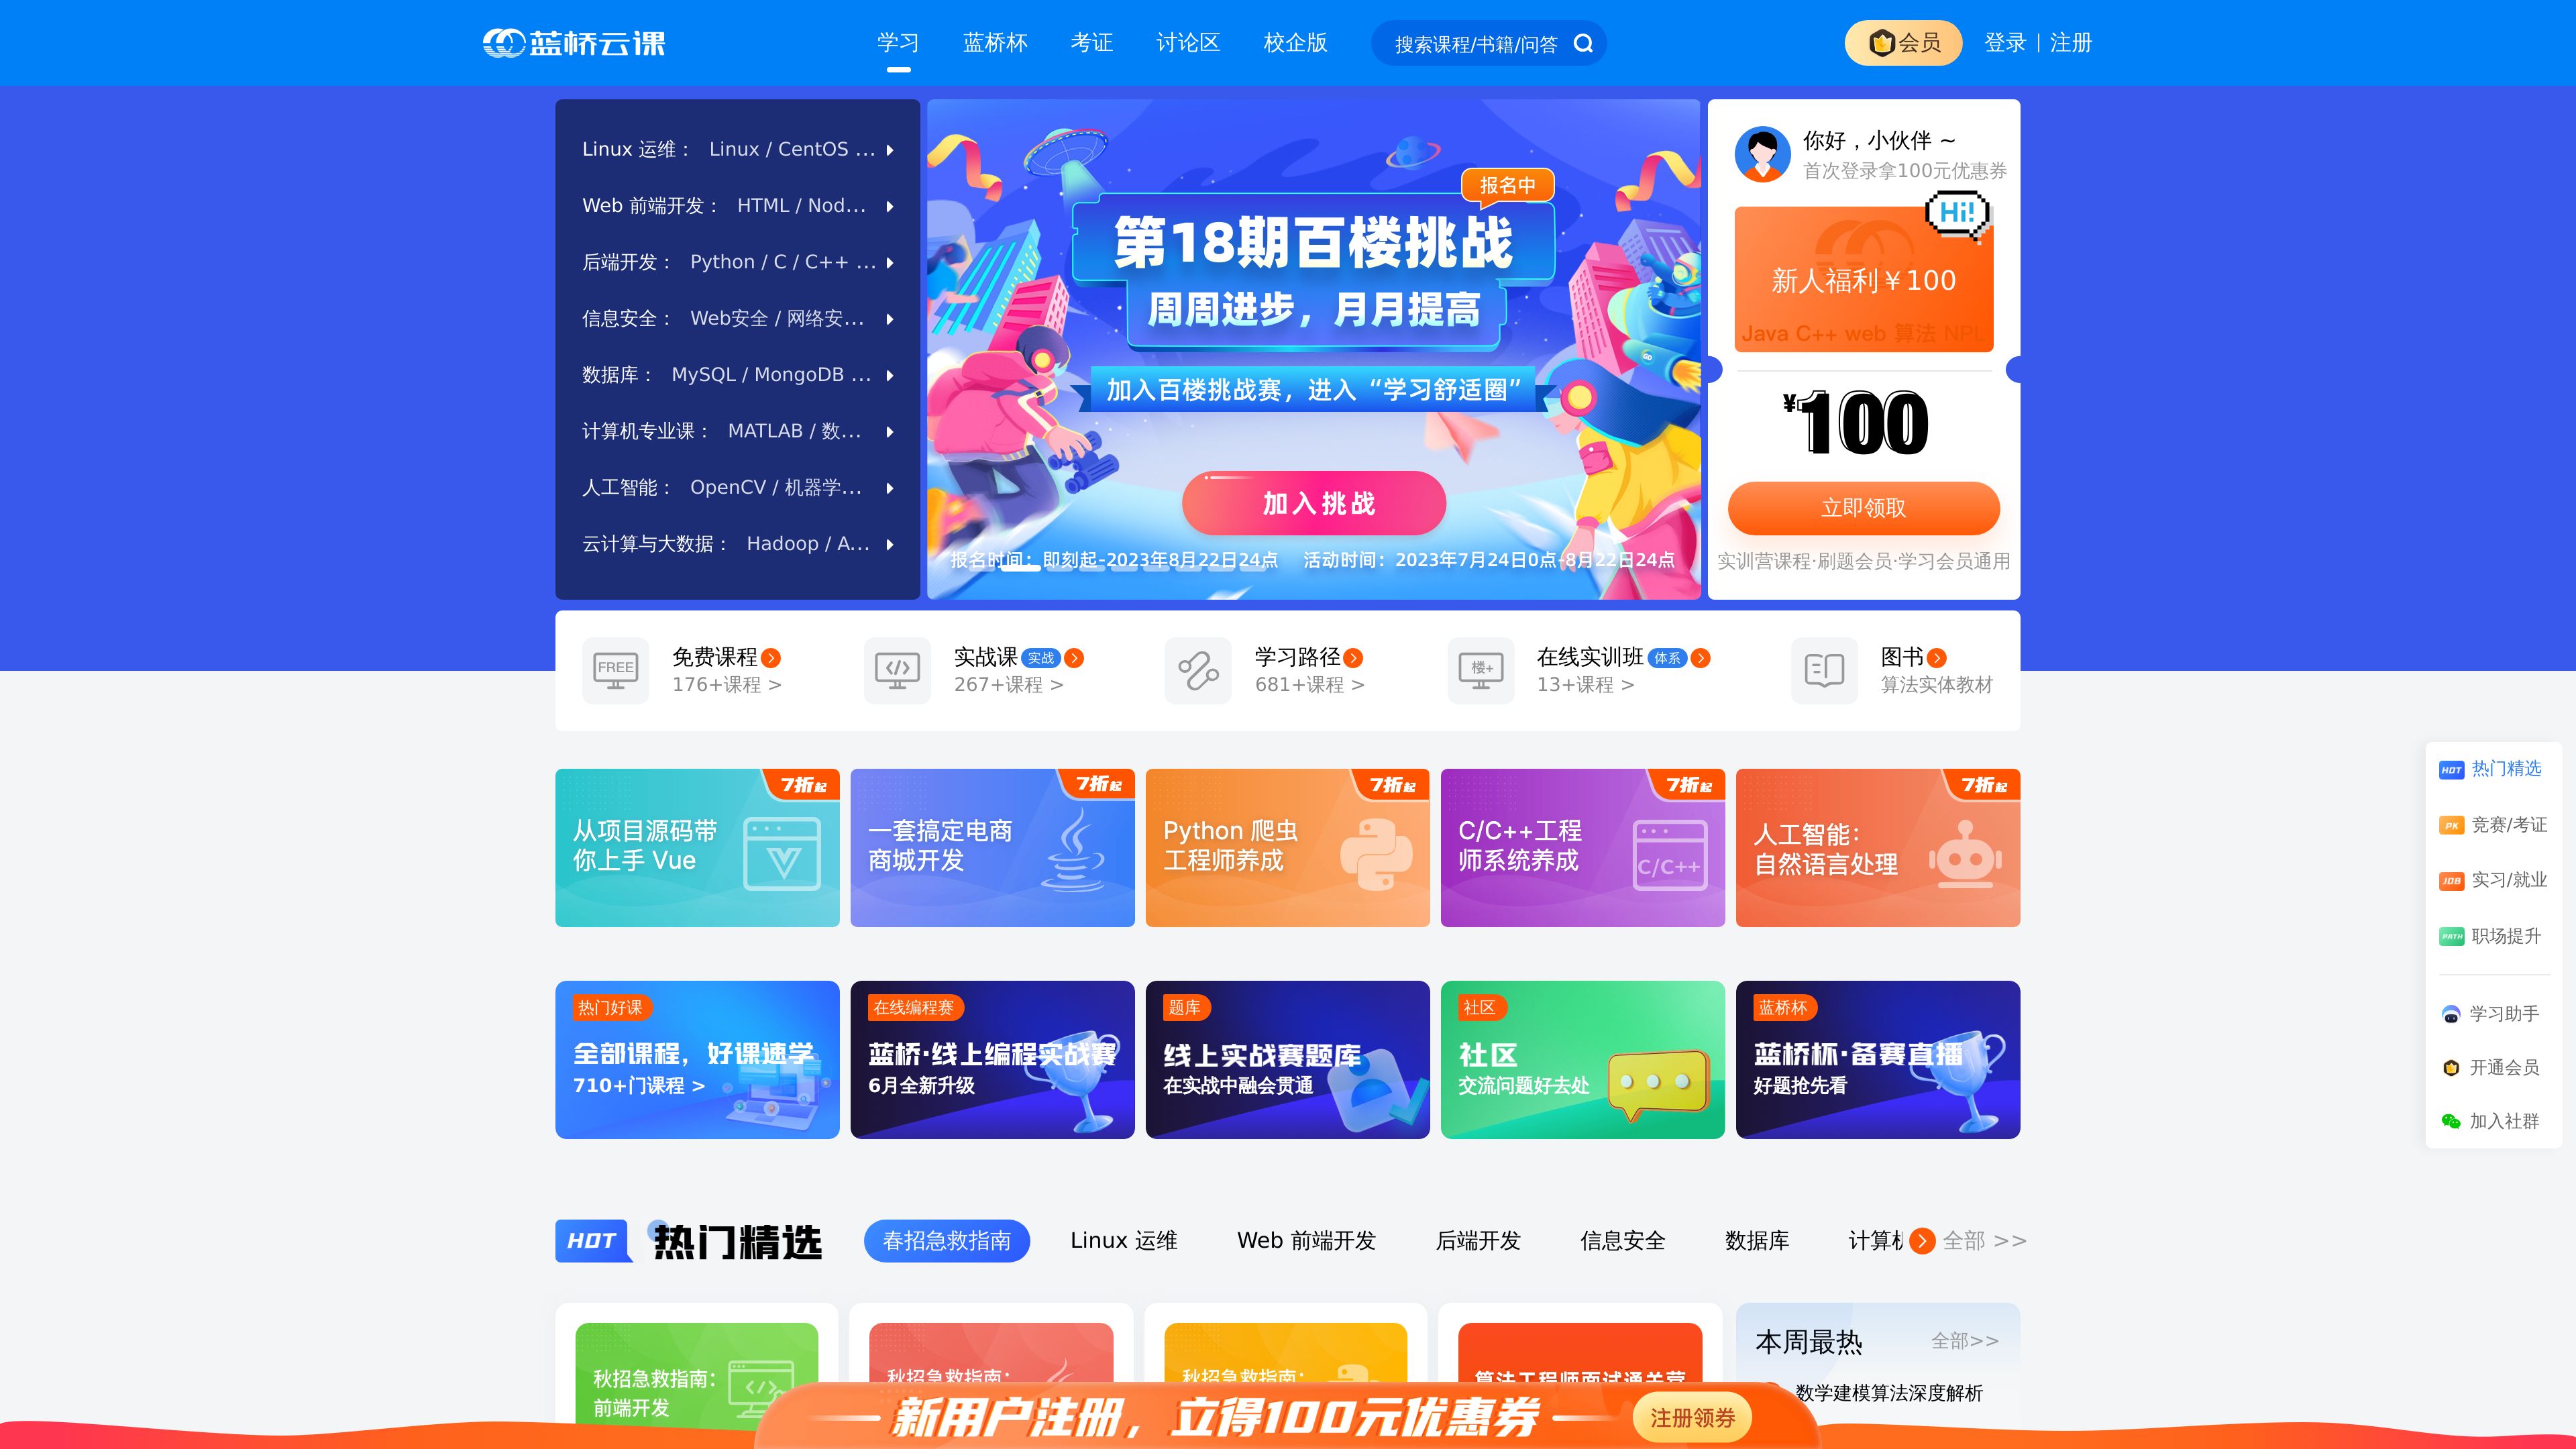 蓝桥云课
学习 蓝桥杯 考证 讨论区 校企版 搜索课程/书籍/问答 会员 登录 注册
Linux 运维： Linux / CentOS ...
Web 前端开发： HTML / Nod...
后端开发： Python / C / C++ ...
信息安全： Web安全 / 网络安...
数据库： MySQL / MongoDB ...
计算机专业课： MATLAB / 数...
人工智能： OpenCV / 机器学...
云计算与大数据： Hadoop / A...
报名中
第18期百楼挑战
周周进步，月月提高
GO
加入百楼挑战赛，进入“学习舒适圈”
加入挑战
报名时间：即刻起-2023年8月22日24点 活动时间：2023年7月24日0点-8月22日24点
你好，小伙伴 ~
首次登录拿100元优惠券
Hi!
新人福利￥100
Java C++ web 算法 NPL
¥100
立即领取
实训营课程·刷题会员·学习会员通用
FREE 免费课程
176+课程 >
实战课 实战
267+课程 >
学习路径
681+课程 >
楼+ 在线实训班 体系
13+课程 >
图书
算法实体教材
7折起
从项目源码带
你上手 Vue
7折起
一套搞定电商
商城开发
7折起
Python 爬虫
工程师养成
7折起
C/C++工程
师系统养成
C/C++
7折起
人工智能：
自然语言处理
热门好课
全部课程，好课速学
710+门课程 >
在线编程赛
蓝桥·线上编程实战赛
6月全新升级
题库
线上实战赛题库
在实战中融会贯通
社区
社区
交流问题好去处
蓝桥杯
蓝桥杯·备赛直播
好题抢先看
HOT 热门精选
PK 竞赛/考证
JOB 实习/就业
PATH 职场提升
学习助手
开通会员
加入社群
HOT 热门精选 春招急救指南 Linux 运维 Web 前端开发 后端开发 信息安全 数据库 计算机 全部 >>
秋招急救指南：
前端开发
秋招急救指南：
秋招急救指南：
算法工程师面试通关营
本周最热 全部>>
数学建模算法深度解析
新用户注册，立得100元优惠券 注册领券